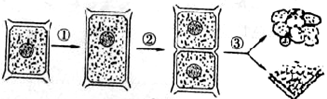 ① ② ③